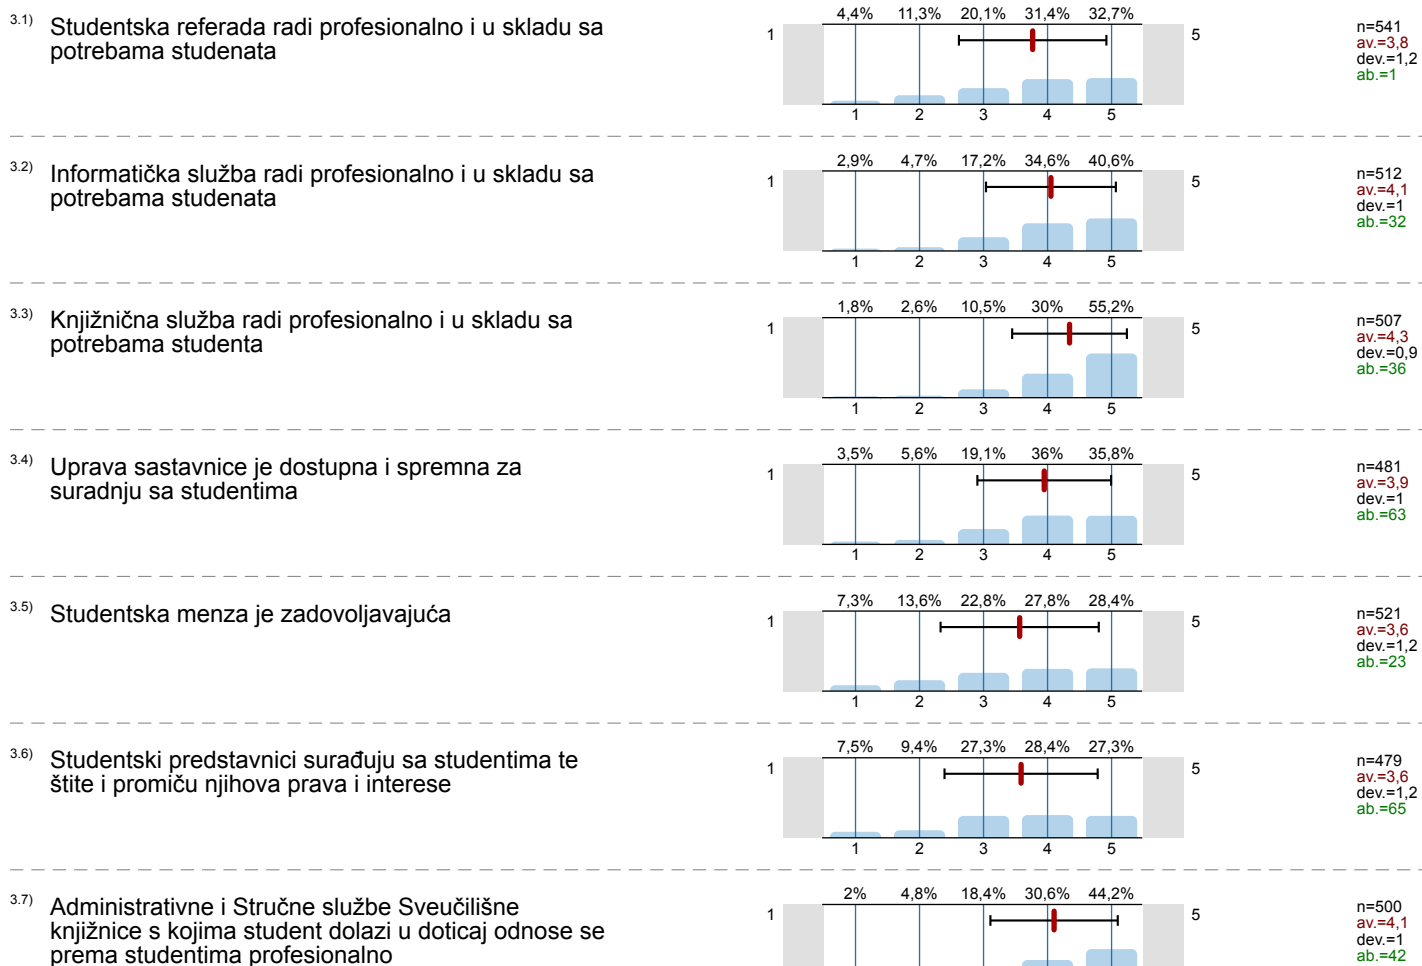 3.1) Studentska referada radi profesionalno i u skladu sa
potrebama studenata
4,4% 11,3% 20,1% 31,4% 32,7%
1 5
1 2 3 4 5
n=541
av.=3,8
dev.=1,2
ab.=1
3.2) Informatička služba radi profesionalno i u skladu sa
potrebama studenata
2,9% 4,7% 17,2% 34,6% 40,6%
1 5
1 2 3 4 5
n=512
av.=4,1
dev.=1
ab.=32
3.3) Knjižnična služba radi profesionalno i u skladu sa
potrebama studenta
1,8% 2,6% 10,5% 30% 55,2%
1 5
1 2 3 4 5
n=507
av.=4,3
dev.=0,9
ab.=36
3.4) Uprava sastavnice je dostupna i spremna za
suradnju sa studentima
3,5% 5,6% 19,1% 36% 35,8%
1 5
1 2 3 4 5
n=481
av.=3,9
dev.=1
ab.=63
3.5) Studentska menza je zadovoljavajuća
7,3% 13,6% 22,8% 27,8% 28,4%
1 5
1 2 3 4 5
n=521
av.=3,6
dev.=1,2
ab.=23
3.6) Studentski predstavnici surađuju sa studentima te
štite i promiču njihova prava i interese
7,5% 9,4% 27,3% 28,4% 27,3%
1 5
1 2 3 4 5
n=479
av.=3,6
dev.=1,2
ab.=65
3.7) Administrativne i Stručne službe Sveučilišne
knjižnice s kojima student dolazi u doticaj odnose se
prema studentima profesionalno
2% 4,8% 18,4% 30,6% 44,2%
1 5
n=500
av.=4,1
dev.=1
ab.=42